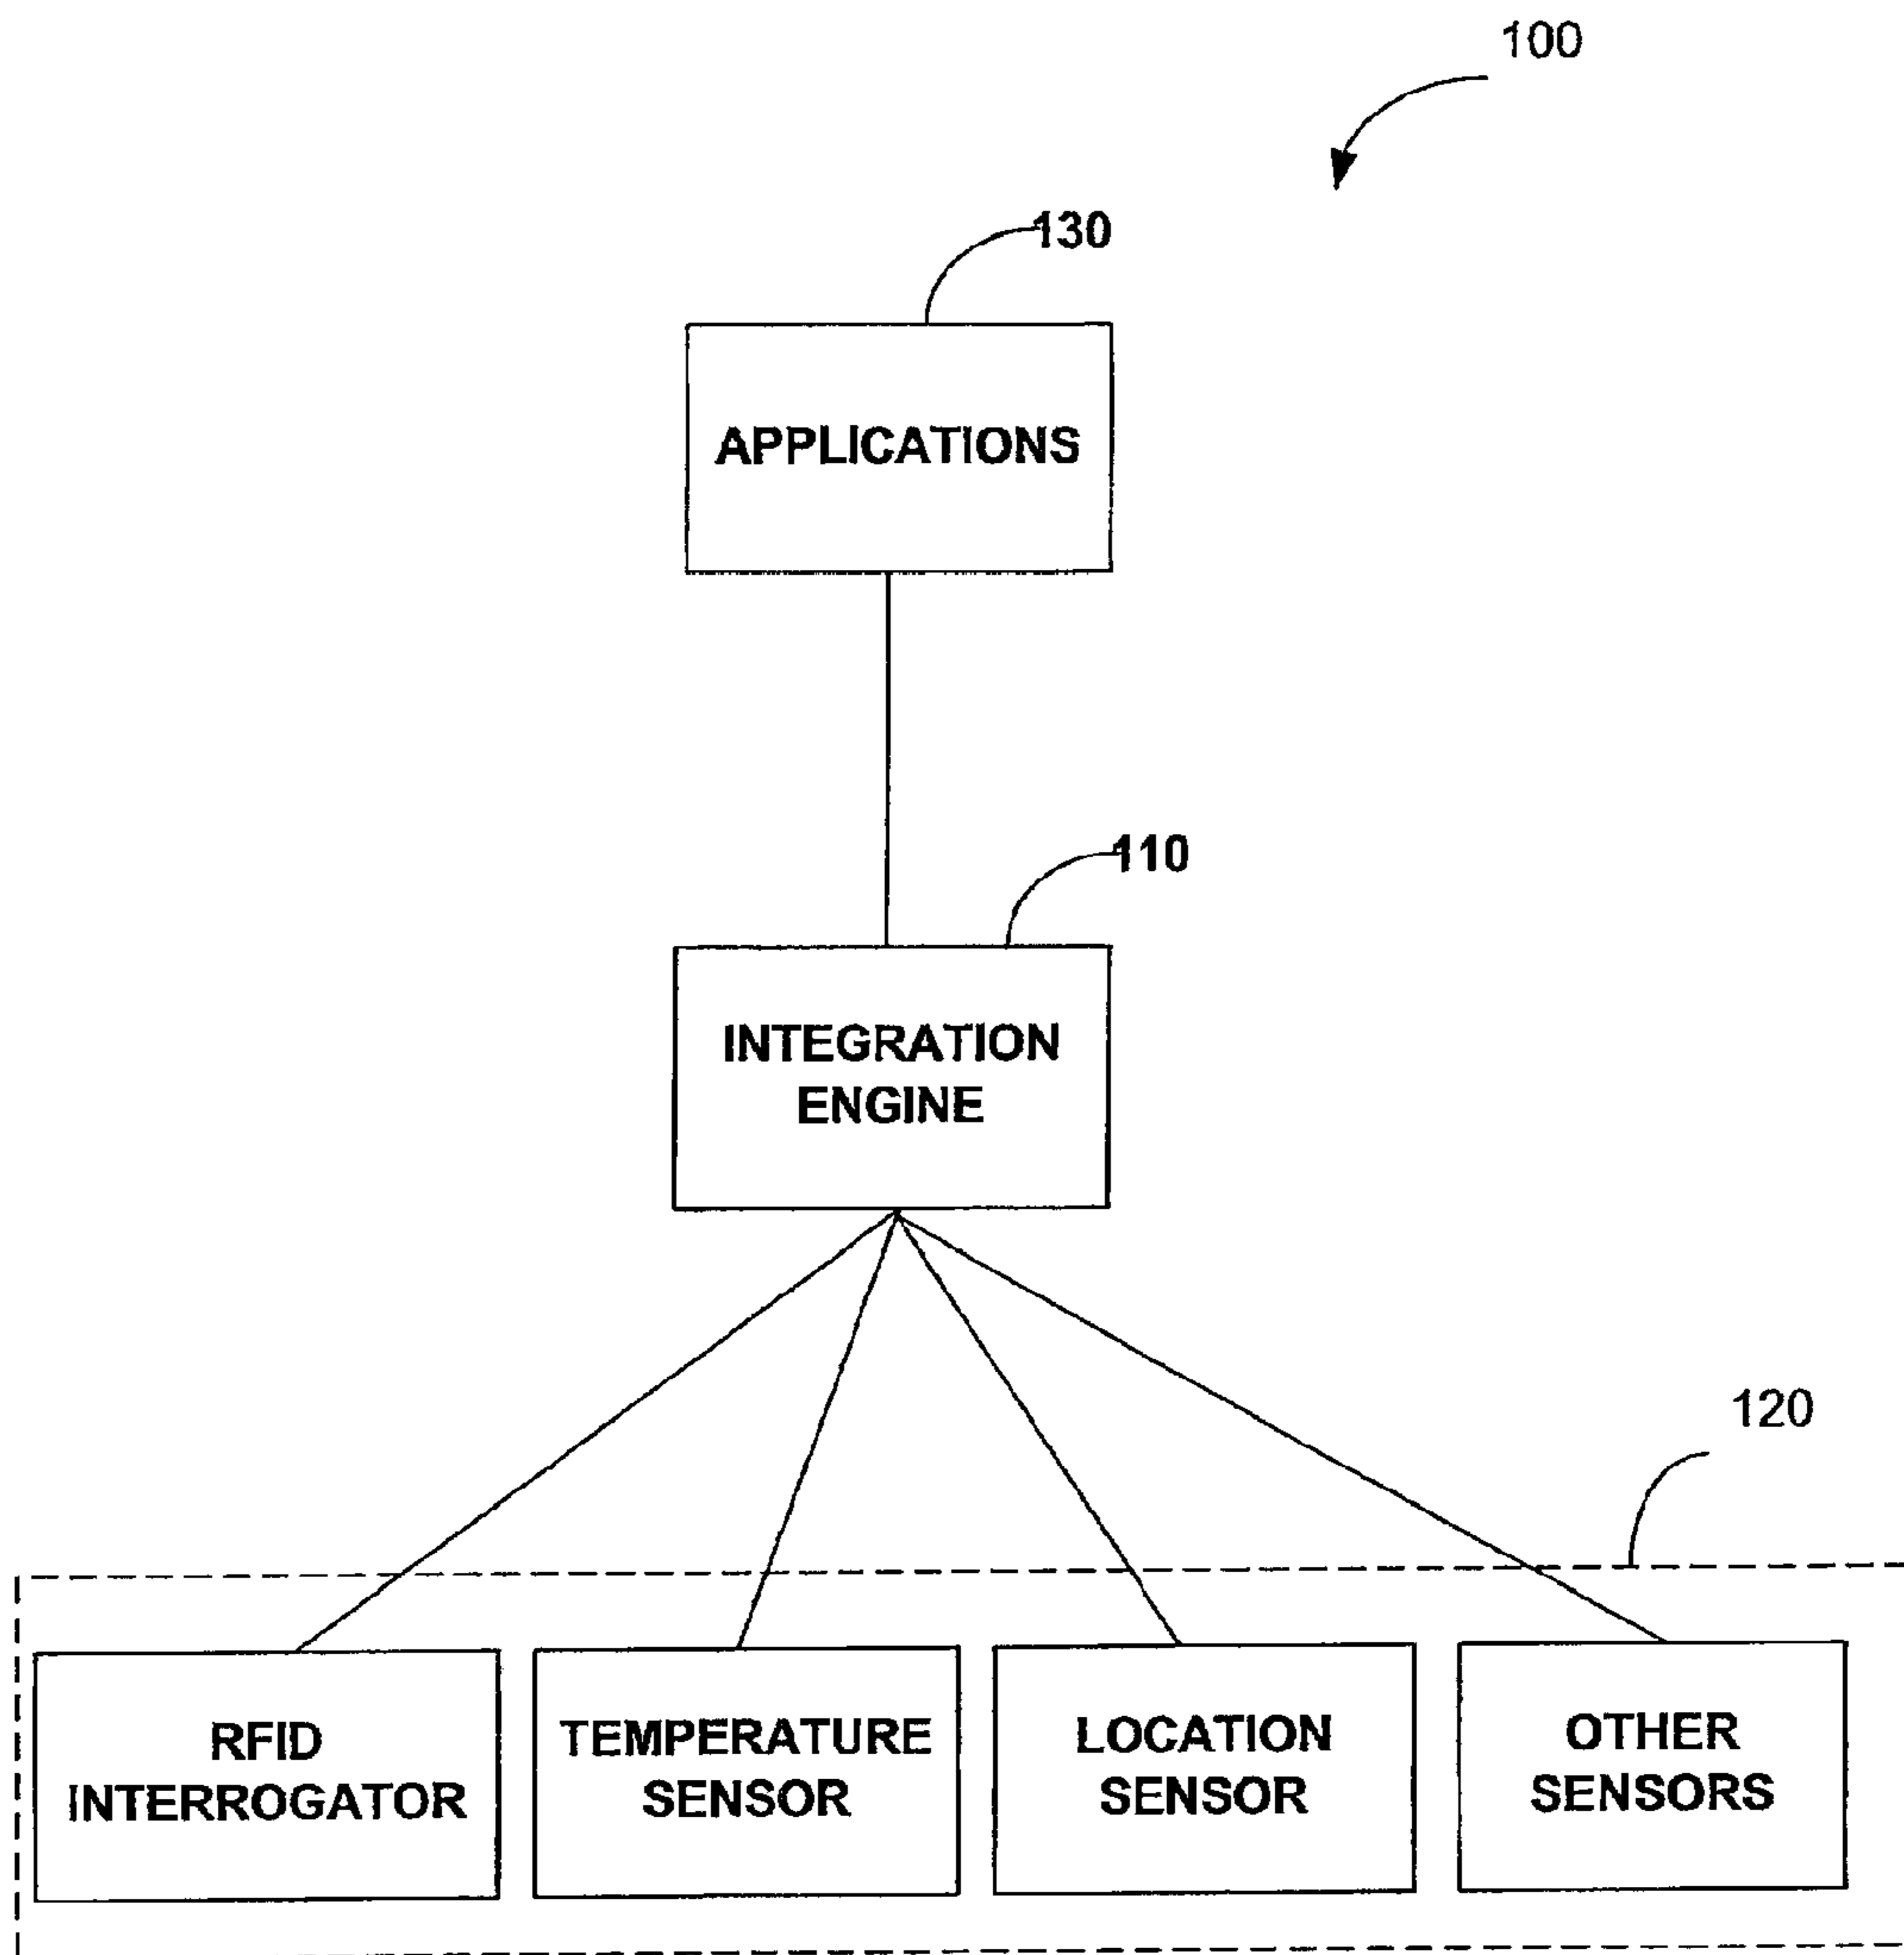 100
130
APPLICATIONS
110
INTEGRATION
ENGINE
120
RFID
INTERROGATOR
TEMPERATURE
SENSOR
LOCATION
SENSOR
OTHER
SENSORS